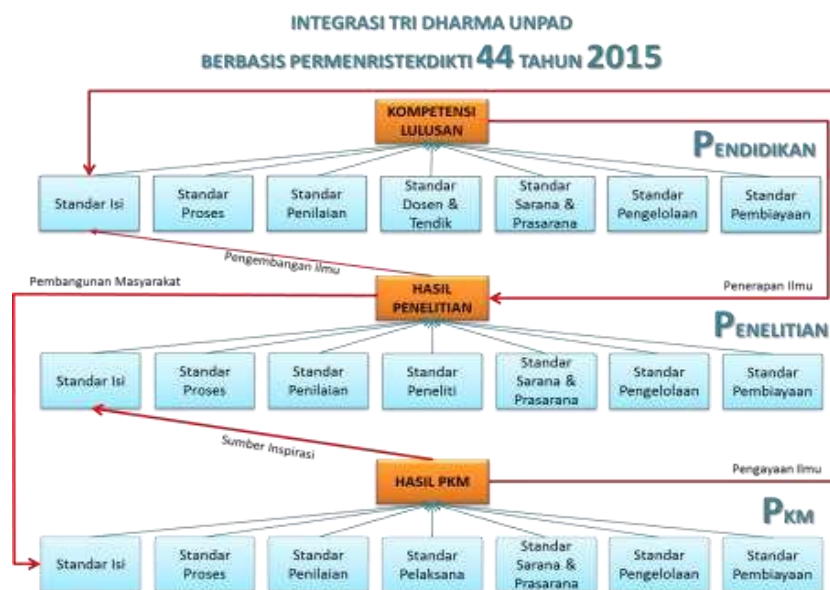 INTEGRASI TRI DHARMA UNPAD
BERBASIS PERMENRISTEKDIKTI 44 TAHUN 2015
KOMPETENSI
LULUSAN
PENDIDIKAN
Standar Isi
Standar
Proses
Standar
Penilaian
Standar
Dosen &
Tendik
Standar
Sarana &
Prasarana
Standar
Pengelolaan
Standar
Pembiayaan
Pengembangan Ilmu
Pembangunan Masyarakat
HASIL
PENELITIAN
Penerapan Ilmu
PENELITIAN
Standar Isi
Standar
Proses
Standar
Penilaian
Standar
Peneliti
Standar
Sarana &
Prasarana
Standar
Pengelolaan
Standar
Pembiayaan
Sumber Inspirasi
HASIL PKM
Pengayaan Ilmu
PKM
Standar Isi
Standar
Proses
Standar
Penilaian
Standar
Pelaksana
Standar
Sarana &
Prasarana
Standar
Pengelolaan
Standar
Pembiayaan